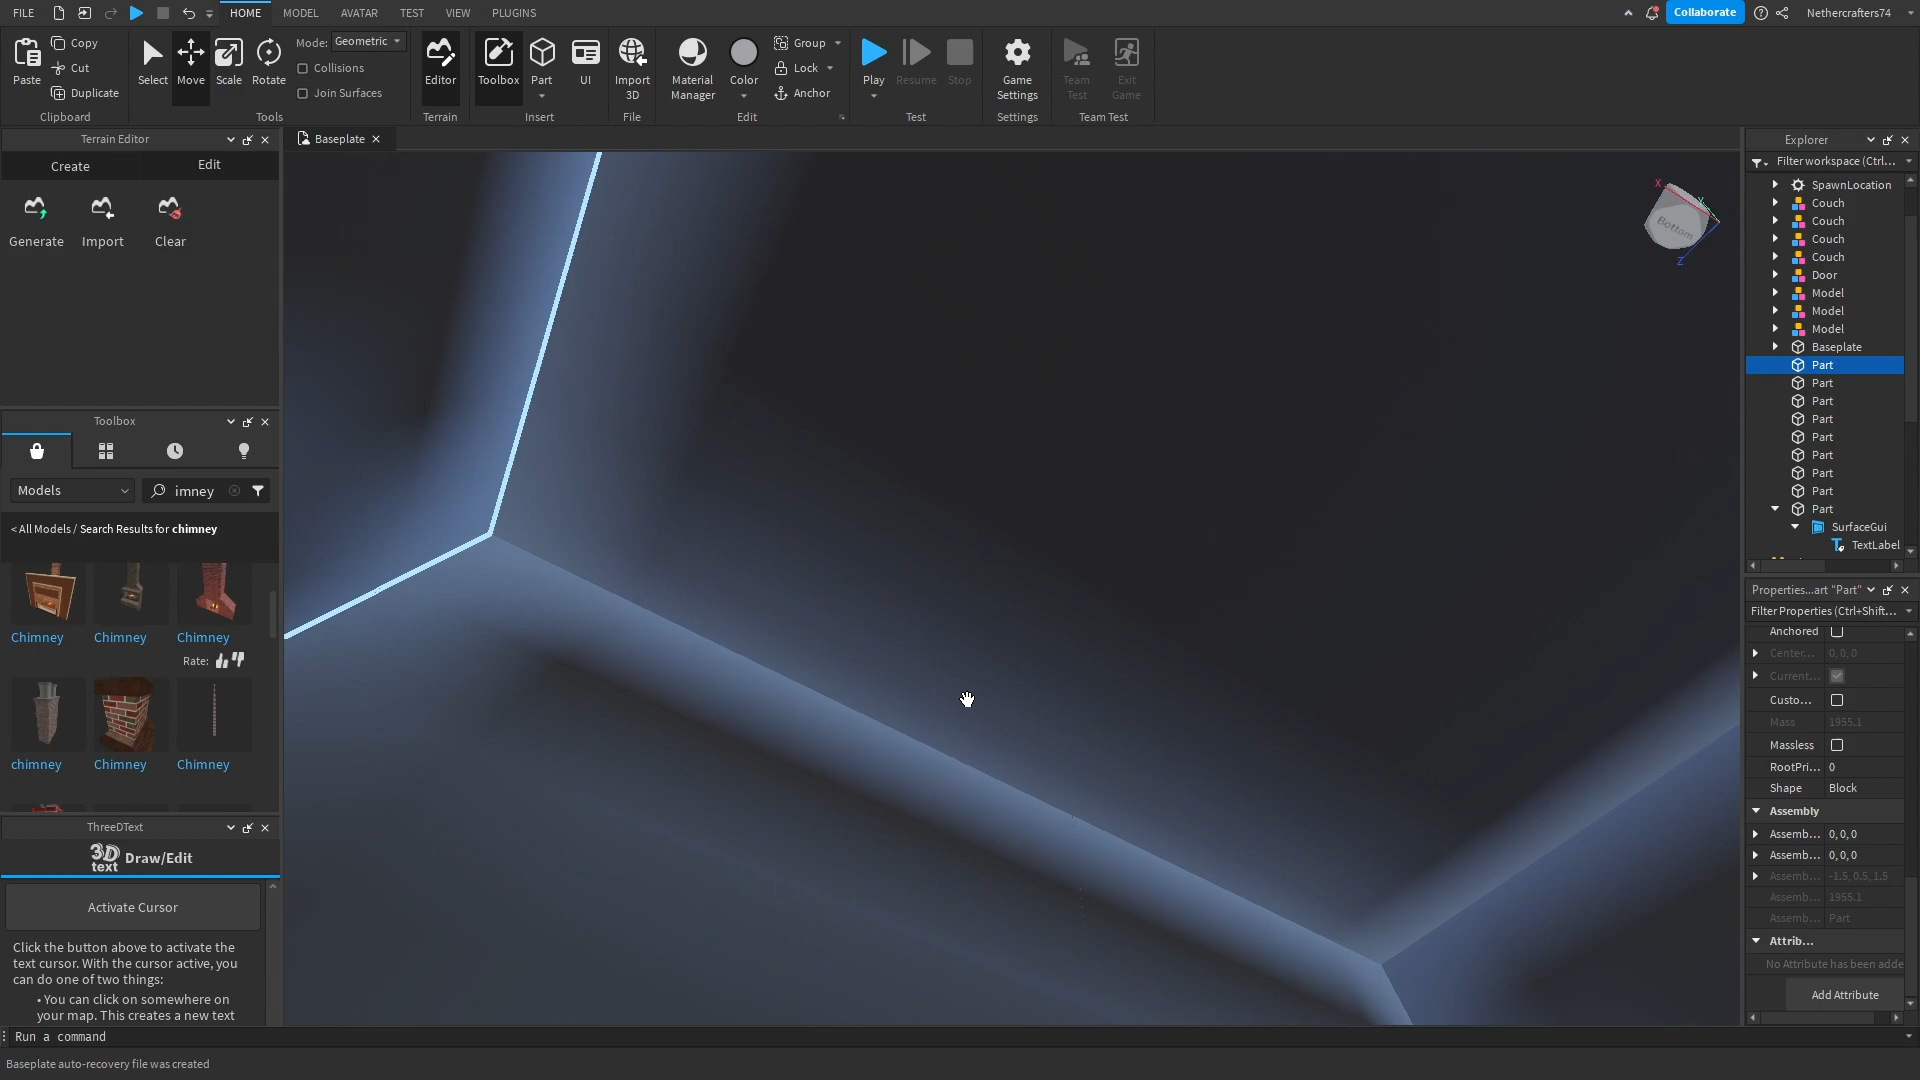 FILE
HOME
MODEL
AVATAR
TEST
VIEW
PLUGINS
Collaborate
Nethercrafters74
Paste
Copy
Cut
Duplicate
Clipboard
Select
Move
Scale
Rotate
Mode: Geometric
Collisions
Join Surfaces
Tools
Editor
Terrain
Toolbox
Part
UI
Insert
Import
3D
File
Material
Manager
Color
Group
Lock
Anchor
Edit
Play
Resume
Stop
Test
Game
Settings
Settings
Team
Test
Exit
Game
Team Test
Terrain Editor
Create
Edit
Generate
Import
Clear
Toolbox
Models
imney
< All Models / Search Results for chimney
Chimney
Chimney
Chimney
Rate:
chimney
Chimney
Chimney
ThreeDText
3D
text
Draw/Edit
Activate Cursor
Click the button above to activate the
text cursor. With the cursor active, you
can do one of two things:
• You can click on somewhere on
your map. This creates a new text
Baseplate
X
Y
Z
Bottom
Explorer
Filter workspace (Ctrl...
SpawnLocation
Couch
Couch
Couch
Couch
Door
Model
Model
Model
Baseplate
Part
Part
Part
Part
Part
Part
Part
Part
Part
SurfaceGui
TextLabel
Properties...art "Part"
Filter Properties (Ctrl+Shift...
Anchored
Center... 0, 0, 0
Current...
Custo...
Mass 1955.1
Massless
RootPri... 0
Shape Block
Assembly
Assemb... 0, 0, 0
Assemb... 0, 0, 0
Assemb... -1.5, 0.5, 1.5
Assemb... 1955.1
Assemb... Part
Attrib...
No Attribute has been adde
Add Attribute
Run a command
Baseplate auto-recovery file was created